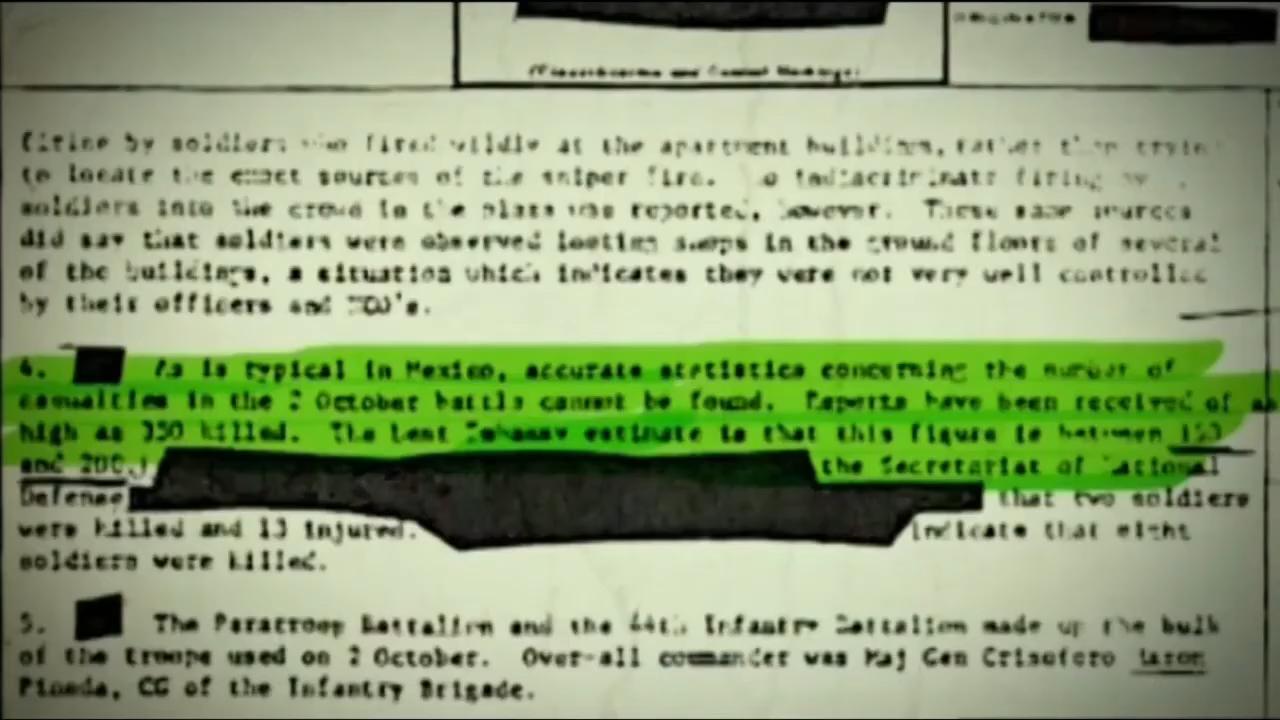 (Classification and Control Markings)
firing by soldiers who fired wildly at the apartment buildings, rather than trying
to locate the exact sources of the sniper fire. No indiscriminate firing by
soldiers into the crowd in the plaza was reported, however. These same sources
did say that soldiers were observed looting shops in the ground floors of several
of the buildings, a situation which indicates they were not very well controlled
by their officers and NCO's.
4. As is typical in Mexico, accurate statistics concerning the number of
casualties in the 2 October battle cannot be found. Reports have been received of as
high as 350 killed. The best Embassy estimate is that this figure is between 150
and 200.
the Secretariat of National
Defense that two soldiers
were killed and 13 injured. indicate that eight
soldiers were killed.
5. The Paratroop Battalion and the 44th Infantry Battalion made up the bulk
of the troops used on 2 October. Over-all commander was Maj Gen Crisoforo
Pineda, CG of the Infantry Brigade.